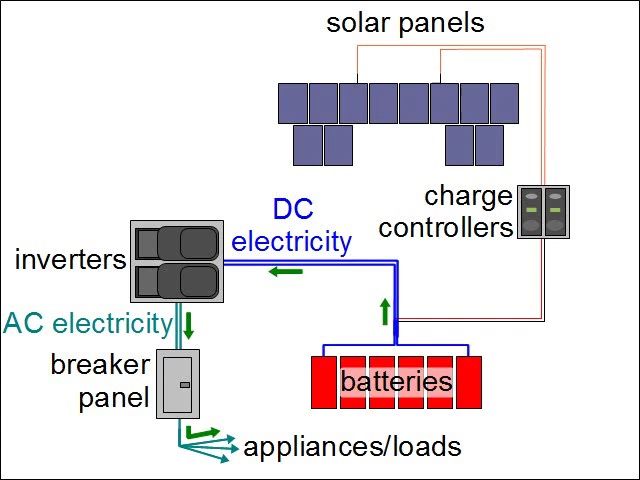 solar panels
charge
controllers
DC
electricity
inverters
AC electricity
breaker
panel
batteries
appliances/loads